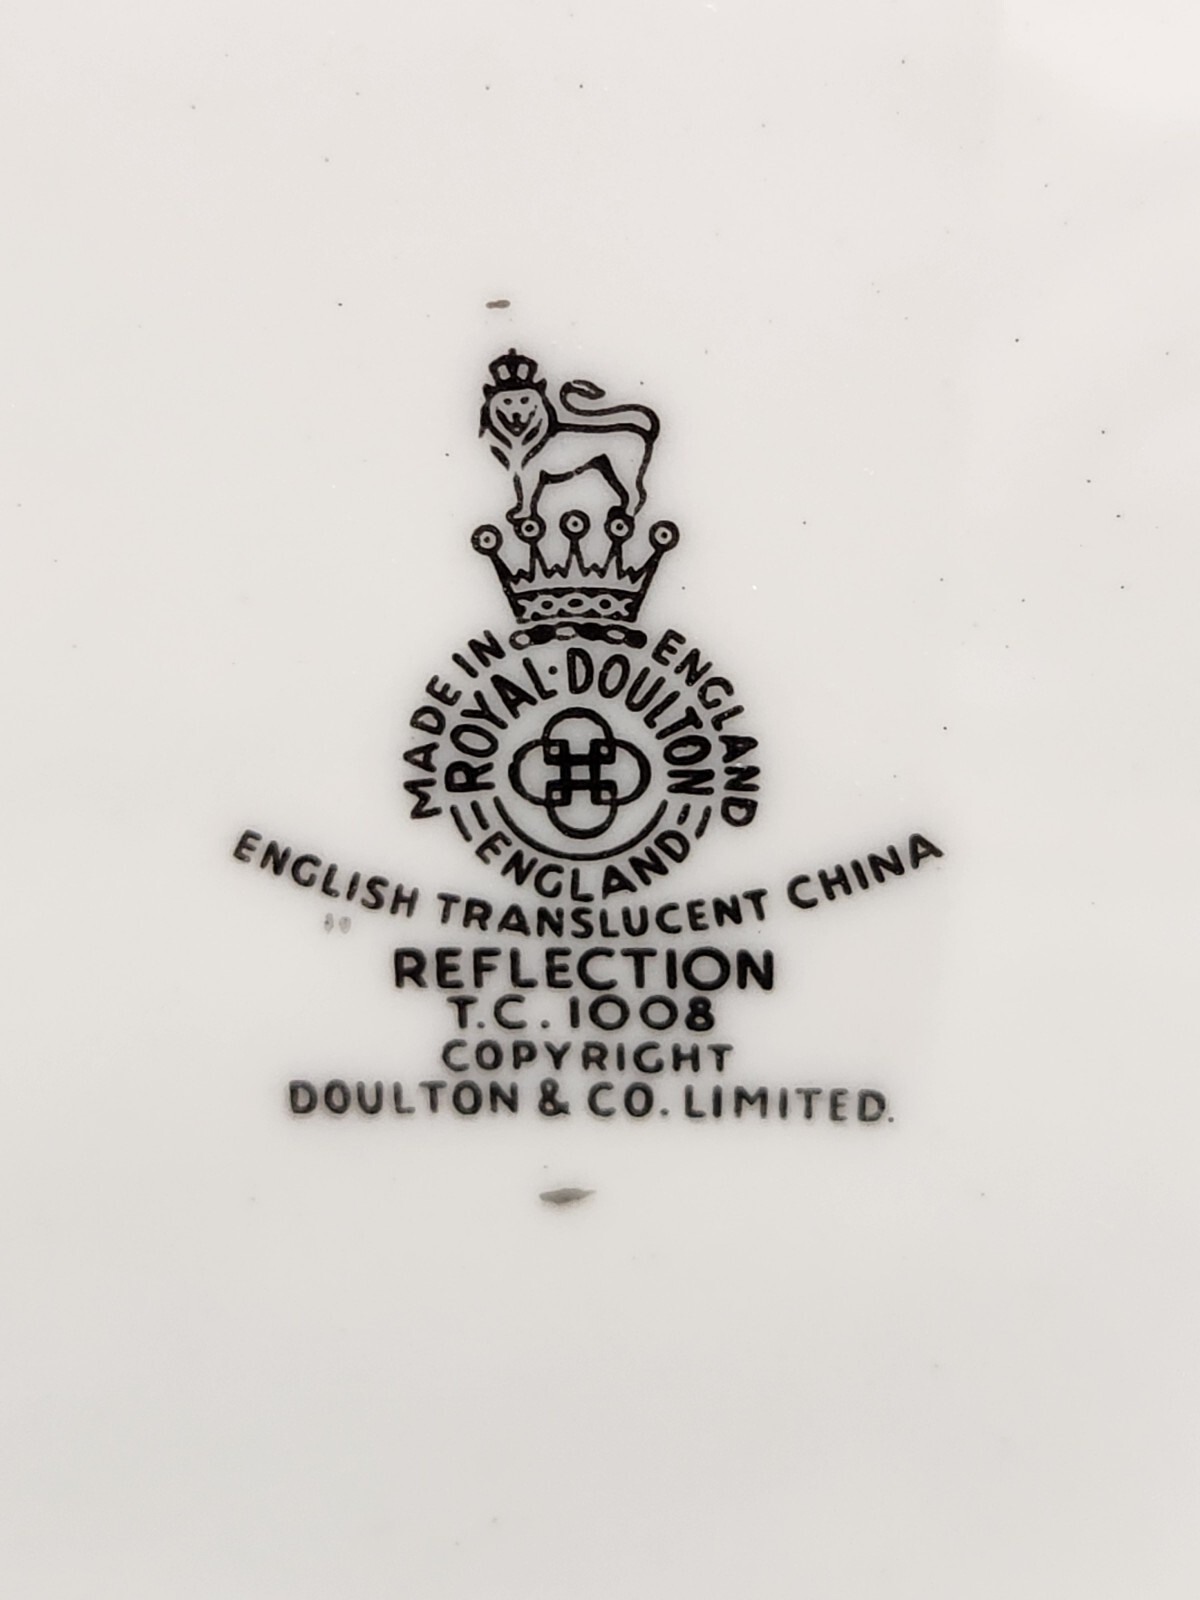 MADE IN ENGLAND
ROYAL·DOULTON
ENGLAND
ENGLISH TRANSLUCENT CHINA
REFLECTION
T.C. 1008
COPYRIGHT
DOULTON & CO. LIMITED.